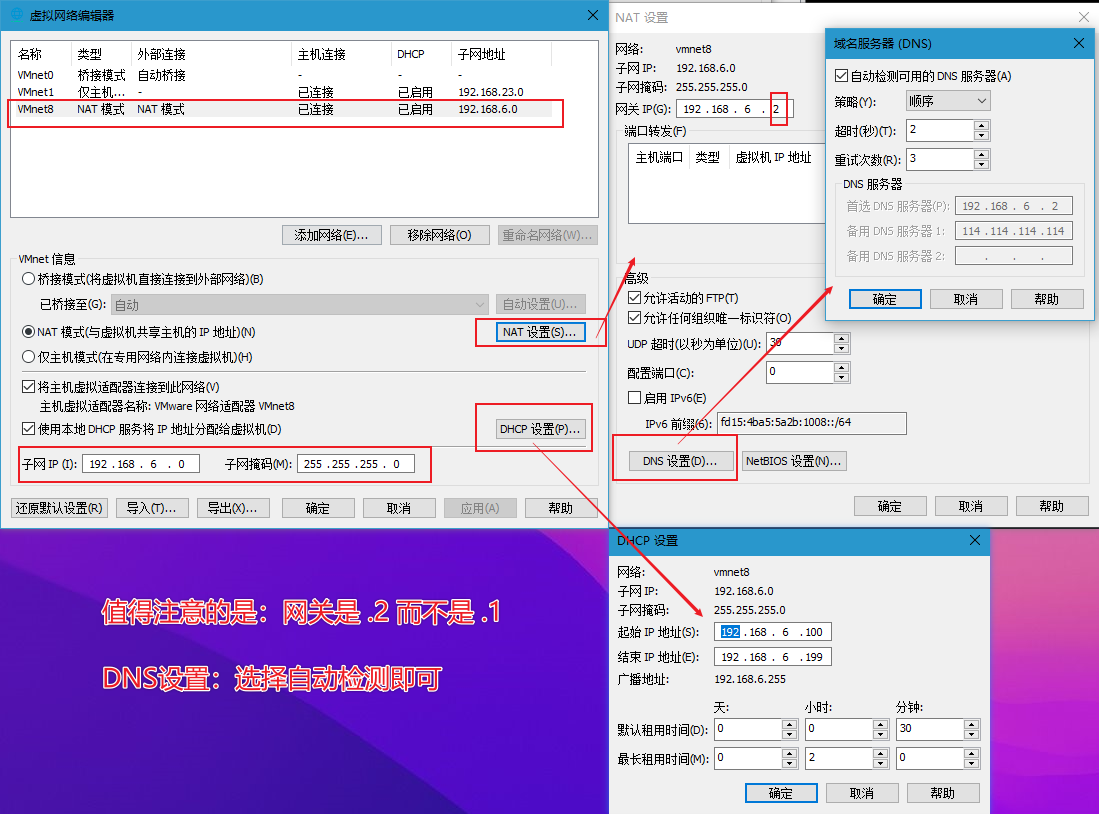 虚拟网络编辑器
名称 类型 外部连接 主机连接 DHCP 子网地址
VMnet0 桥接模式 自动桥接 - - -
VMnet1 仅主机... - 已连接 已启用 192.168.23.0
VMnet8 NAT 模式 NAT 模式 已连接 已启用 192.168.6.0
添加网络(E)... 移除网络(O) 重命名网络(W)...
VMnet 信息
桥接模式(将虚拟机直接连接到外部网络)(B)
已桥接至(G): 自动 自动设置(U)...
NAT 模式(与虚拟机共享主机的 IP 地址)(N) NAT 设置(S)...
仅主机模式(在专用网络内连接虚拟机)(H)
将主机虚拟适配器连接到此网络(V)
主机虚拟适配器名称: VMware 网络适配器 VMnet8
使用本地 DHCP 服务将 IP 地址分配给虚拟机(D) DHCP 设置(P)...
子网 IP (I): 192 . 168 . 6 . 0 子网掩码(M): 255 . 255 . 255 . 0
还原默认设置(R) 导入(T)... 导出(X)... 确定 取消 应用(A) 帮助
NAT 设置
网络: vmnet8
子网 IP: 192.168.6.0
子网掩码: 255.255.255.0
网关 IP(G): 192 . 168 . 6 . 2
端口转发(F)
主机端口 类型 虚拟机 IP 地址
高级
允许活动的 FTP(T)
允许任何组织唯一标识符(O)
UDP 超时(以秒为单位)(U): 30
配置端口(C): 0
启用 IPv6(E)
IPv6 前缀(6): fd15:4ba5:5a2b:1008::/64
DNS 设置(D)... NetBIOS 设置(N)...
确定 取消 帮助
域名服务器 (DNS)
自动检测可用的 DNS 服务器(A)
策略(Y): 顺序
超时(秒)(T): 2
重试次数(R): 3
DNS 服务器
首选 DNS 服务器(P): 192 . 168 . 6 . 2
备用 DNS 服务器 1: 114 . 114 . 114 . 114
备用 DNS 服务器 2: . . .
确定 取消 帮助
DHCP 设置
网络: vmnet8
子网 IP: 192.168.6.0
子网掩码: 255.255.255.0
起始 IP 地址(S): 192 . 168 . 6 . 100
结束 IP 地址(E): 192 . 168 . 6 . 199
广播地址: 192.168.6.255
天: 小时: 分钟:
默认租用时间(D): 0 0 30
最长租用时间(M): 0 2 0
确定 取消 帮助
值得注意的是：网关是 .2 而不是 .1
DNS设置：选择自动检测即可